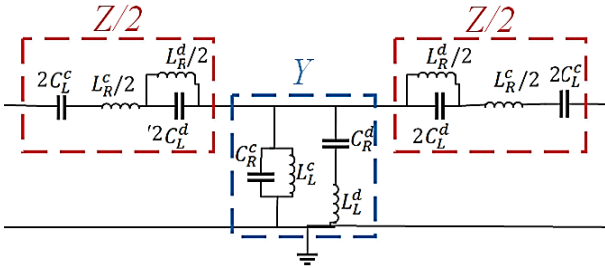 Z/2
Z/2
2C_L^c
L_R^c/2
L_R^d/2
'2C_L^d
Y
C_R^c
L_L^c
C_R^d
L_L^d
L_R^d/2
2C_L^d
L_R^c/2
2C_L^c